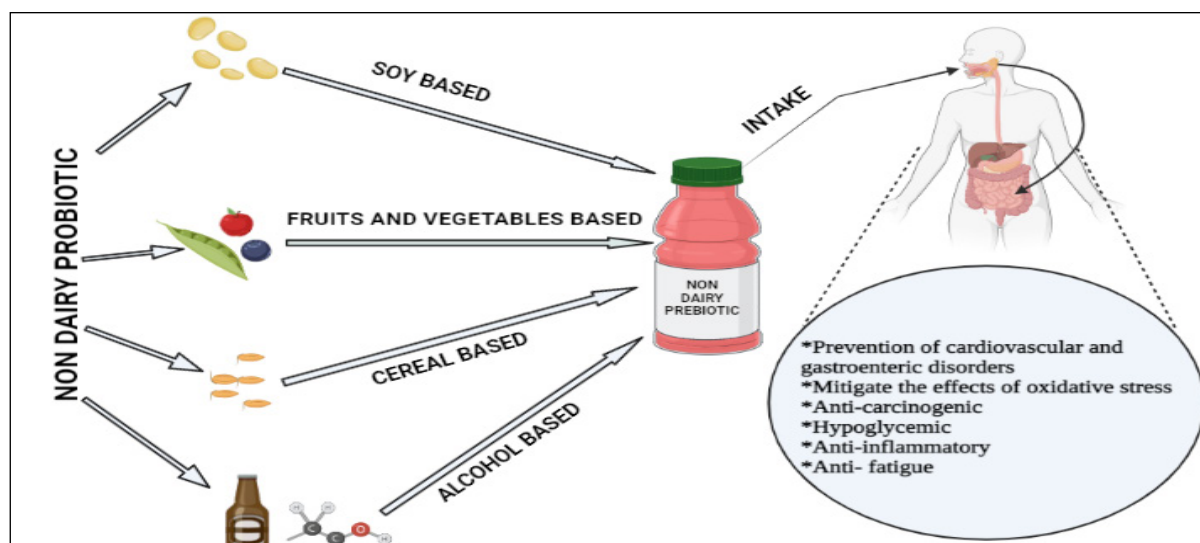 NON DAIRY PROBIOTIC
SOY BASED
FRUITS AND VEGETABLES BASED
CEREAL BASED
ALCOHOL BASED
H
H
C
C
O
H
NON
DAIRY
PREBIOTIC
INTAKE
*Prevention of cardiovascular and
gastroenteric disorders
*Mitigate the effects of oxidative stress
*Anti-carcinogenic
*Hypoglycemic
*Anti-inflammatory
*Anti- fatigue